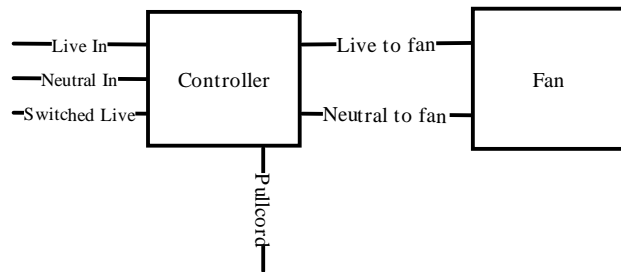 Live In
Neutral In
Switched Live
Controller
Live to fan
Neutral to fan
Fan
Pullcord